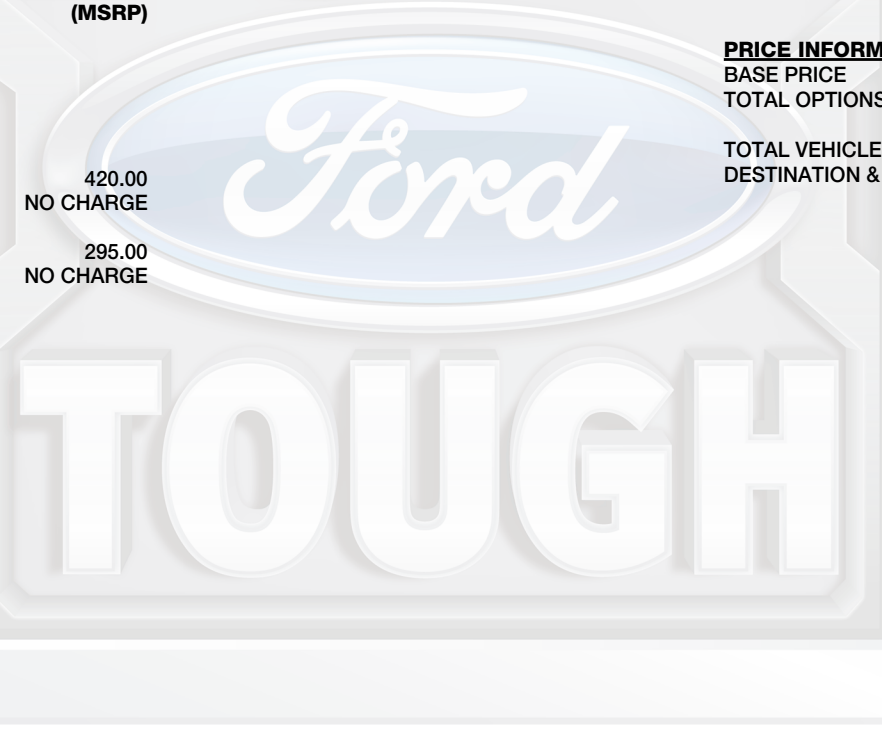 (MSRP)
420.00
NO CHARGE
295.00
NO CHARGE
PRICE INFORM
BASE PRICE
TOTAL OPTIONS
TOTAL VEHICLE
DESTINATION &
Ford
TOUGH